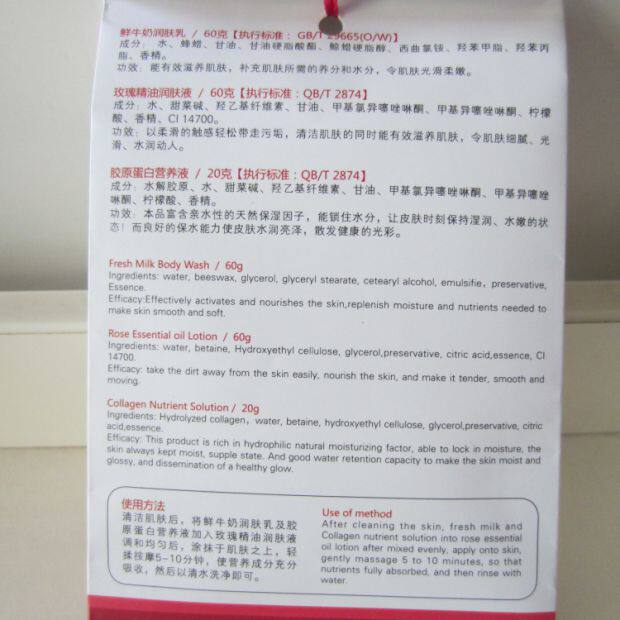 鲜牛奶润肤乳 / 60克【执行标准：GB/T 29665(O/W)】
成分：水、蜂蜡、甘油、甘油硬脂酸酯、鲸蜡硬脂醇、西曲氯铵、羟苯甲脂、羟苯丙
脂、香精。
功效：能有效滋养肌肤，补充肌肤所需的养分和水分，令肌肤光滑柔嫩。
玫瑰精油润肤液 / 60克【执行标准：QB/T 2874】
成分：水、甜菜碱、羟乙基纤维素、甘油、甲基氯异噻唑啉酮、甲基异噻唑啉酮、柠檬
酸、香精、CI 14700。
功效：以柔滑的触感轻松带走污垢，清洁肌肤的同时能有效滋养肌肤，令肌肤细腻、光
滑、水润动人。
胶原蛋白营养液 / 20克【执行标准：QB/T 2874】
成分：水解胶原、水、甜菜碱、羟乙基纤维素、甘油、甲基氯异噻唑啉酮、甲基异噻唑
啉酮、柠檬酸、香精。
功效：本品富含亲水性的天然保湿因子，能锁住水分，让皮肤时刻保持湿润、水嫩的状
态！而良好的保水能力使皮肤水润亮泽，散发健康的光彩。
Fresh Milk Body Wash / 60g
Ingredients: water, beeswax, glycerol, glyceryl stearate, cetearyl alcohol, emulsifie, preservative,
Essence.
Efficacy:Effectively activates and nourishes the skin,replenish moisture and nutrients needed to
make skin smooth and soft.
Rose Essential oil Lotion / 60g
Ingredients: water, betaine, Hydroxyethyl cellulose, glycerol,preservative, citric acid,essence, CI
14700.
Efficacy: take the dirt away from the skin easily, nourish the skin, and make it tender, smooth and
moving.
Collagen Nutrient Solution / 20g
Ingredients: Hydrolyzed collagen，water, betaine, hydroxyethyl cellulose, glycerol,preservative, citric
acid,essence.
Efficacy: This product is rich in hydrophilic natural moisturizing factor, able to lock in moisture, the
skin always kept moist, supple state. And good water retention capacity to make the skin moist and
glossy, and dissemination of a healthy glow.
使用方法
清洁肌肤后，将鲜牛奶润肤乳及胶
原蛋白营养液加入玫瑰精油润肤液
调和均匀后，涂抹于肌肤之上，轻
揉按摩5-10分钟，使营养成分充分
吸收，然后以清水洗净即可。
Use of method
After cleaning the skin, fresh milk and
Collagen nutrient solution into rose essential
oil lotion after mixed evenly, apply onto skin,
gently massage 5 to 10 minutes, so that
nutrients fully absorbed, and then rinse with
water.